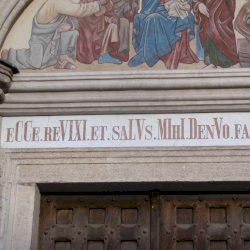 eCCe. reVIXI. ET. saLVs. MIhI. DenVo. FA